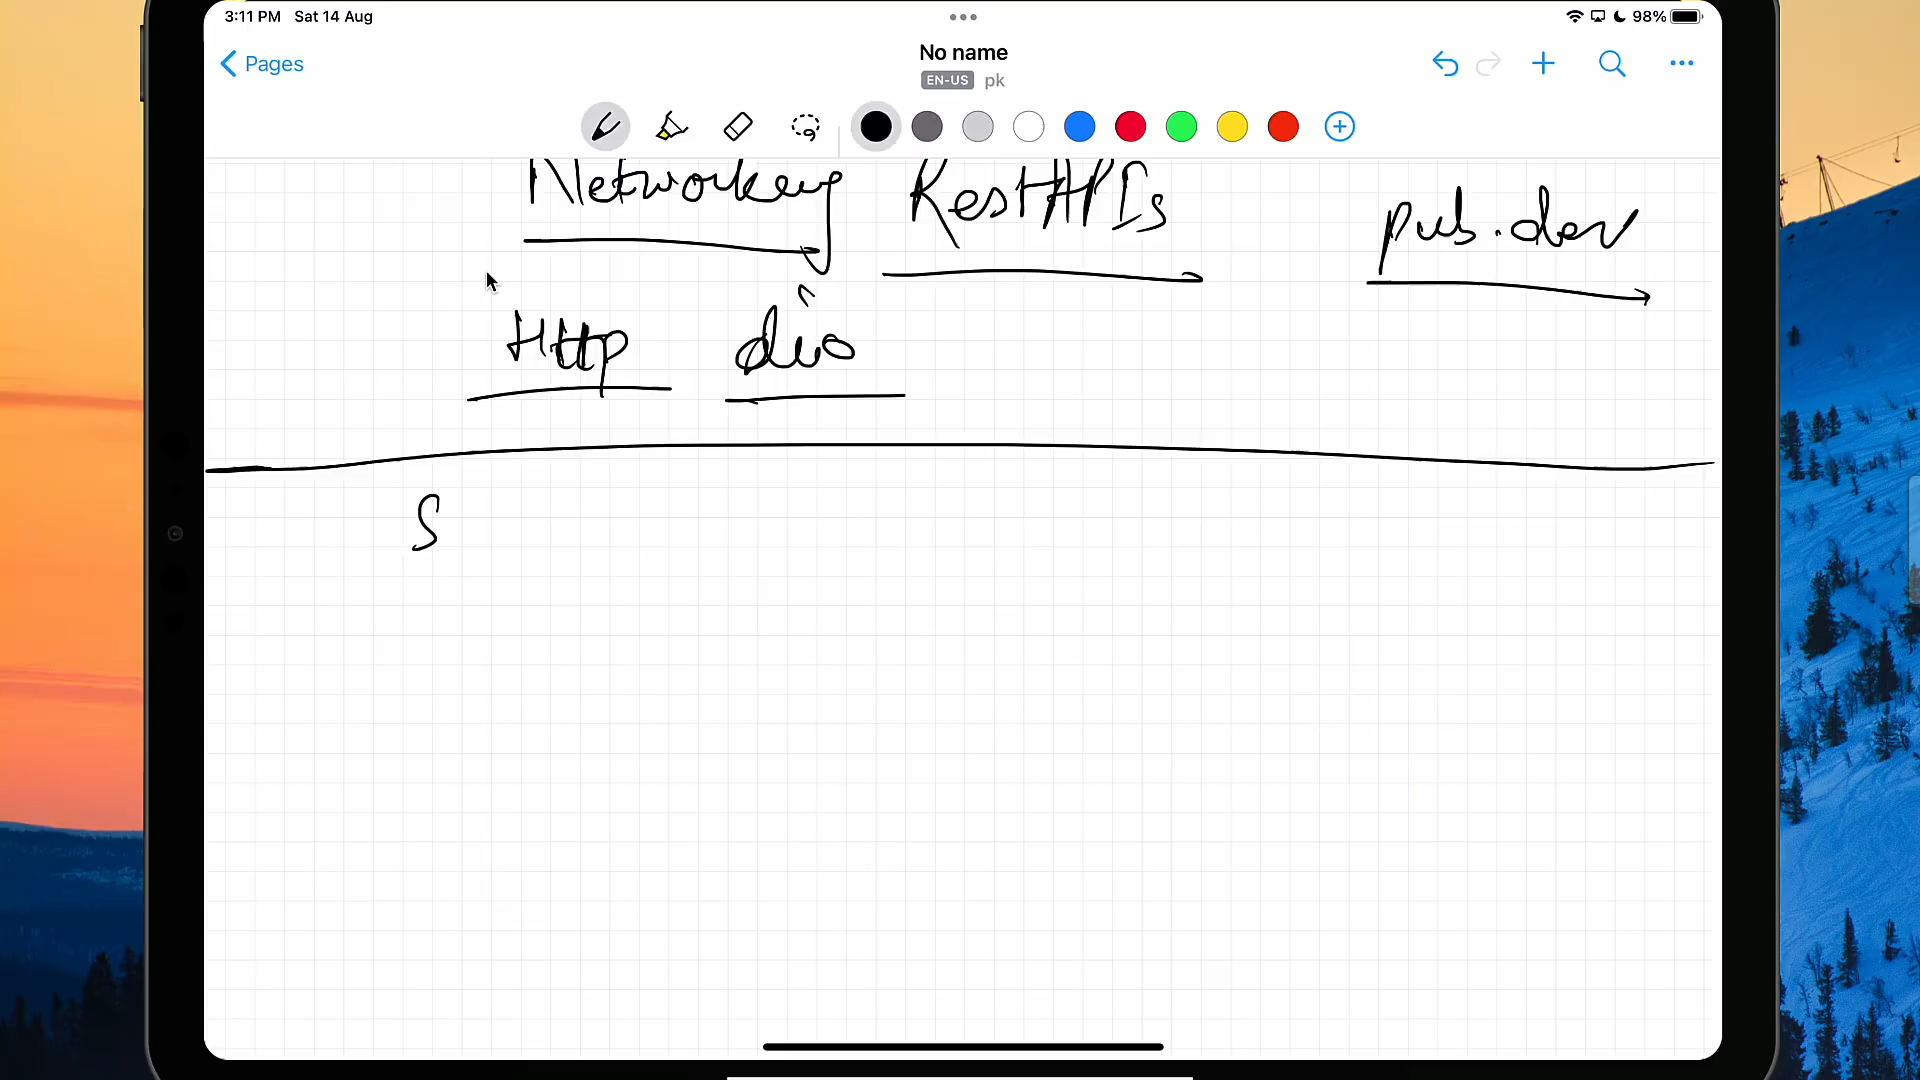 3:11 PM Sat 14 Aug 98%
Pages No name
EN-US pk
Networking RestAPIs pub.dev
Http dio
S